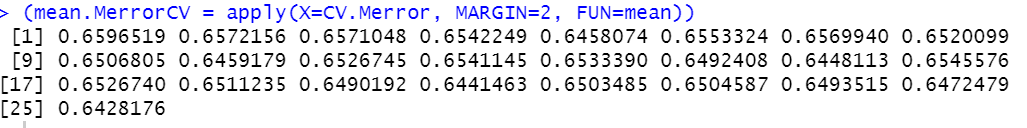 > (mean.MerrorCV = apply(X=CV.Merror, MARGIN=2, FUN=mean))
[1] 0.6596519 0.6572156 0.6571048 0.6542249 0.6458074 0.6553324 0.6569940 0.6520099
[9] 0.6506805 0.6459179 0.6526745 0.6541145 0.6533390 0.6492408 0.6448113 0.6545576
[17] 0.6526740 0.6511235 0.6490192 0.6441463 0.6503485 0.6504587 0.6493515 0.6472479
[25] 0.6428176